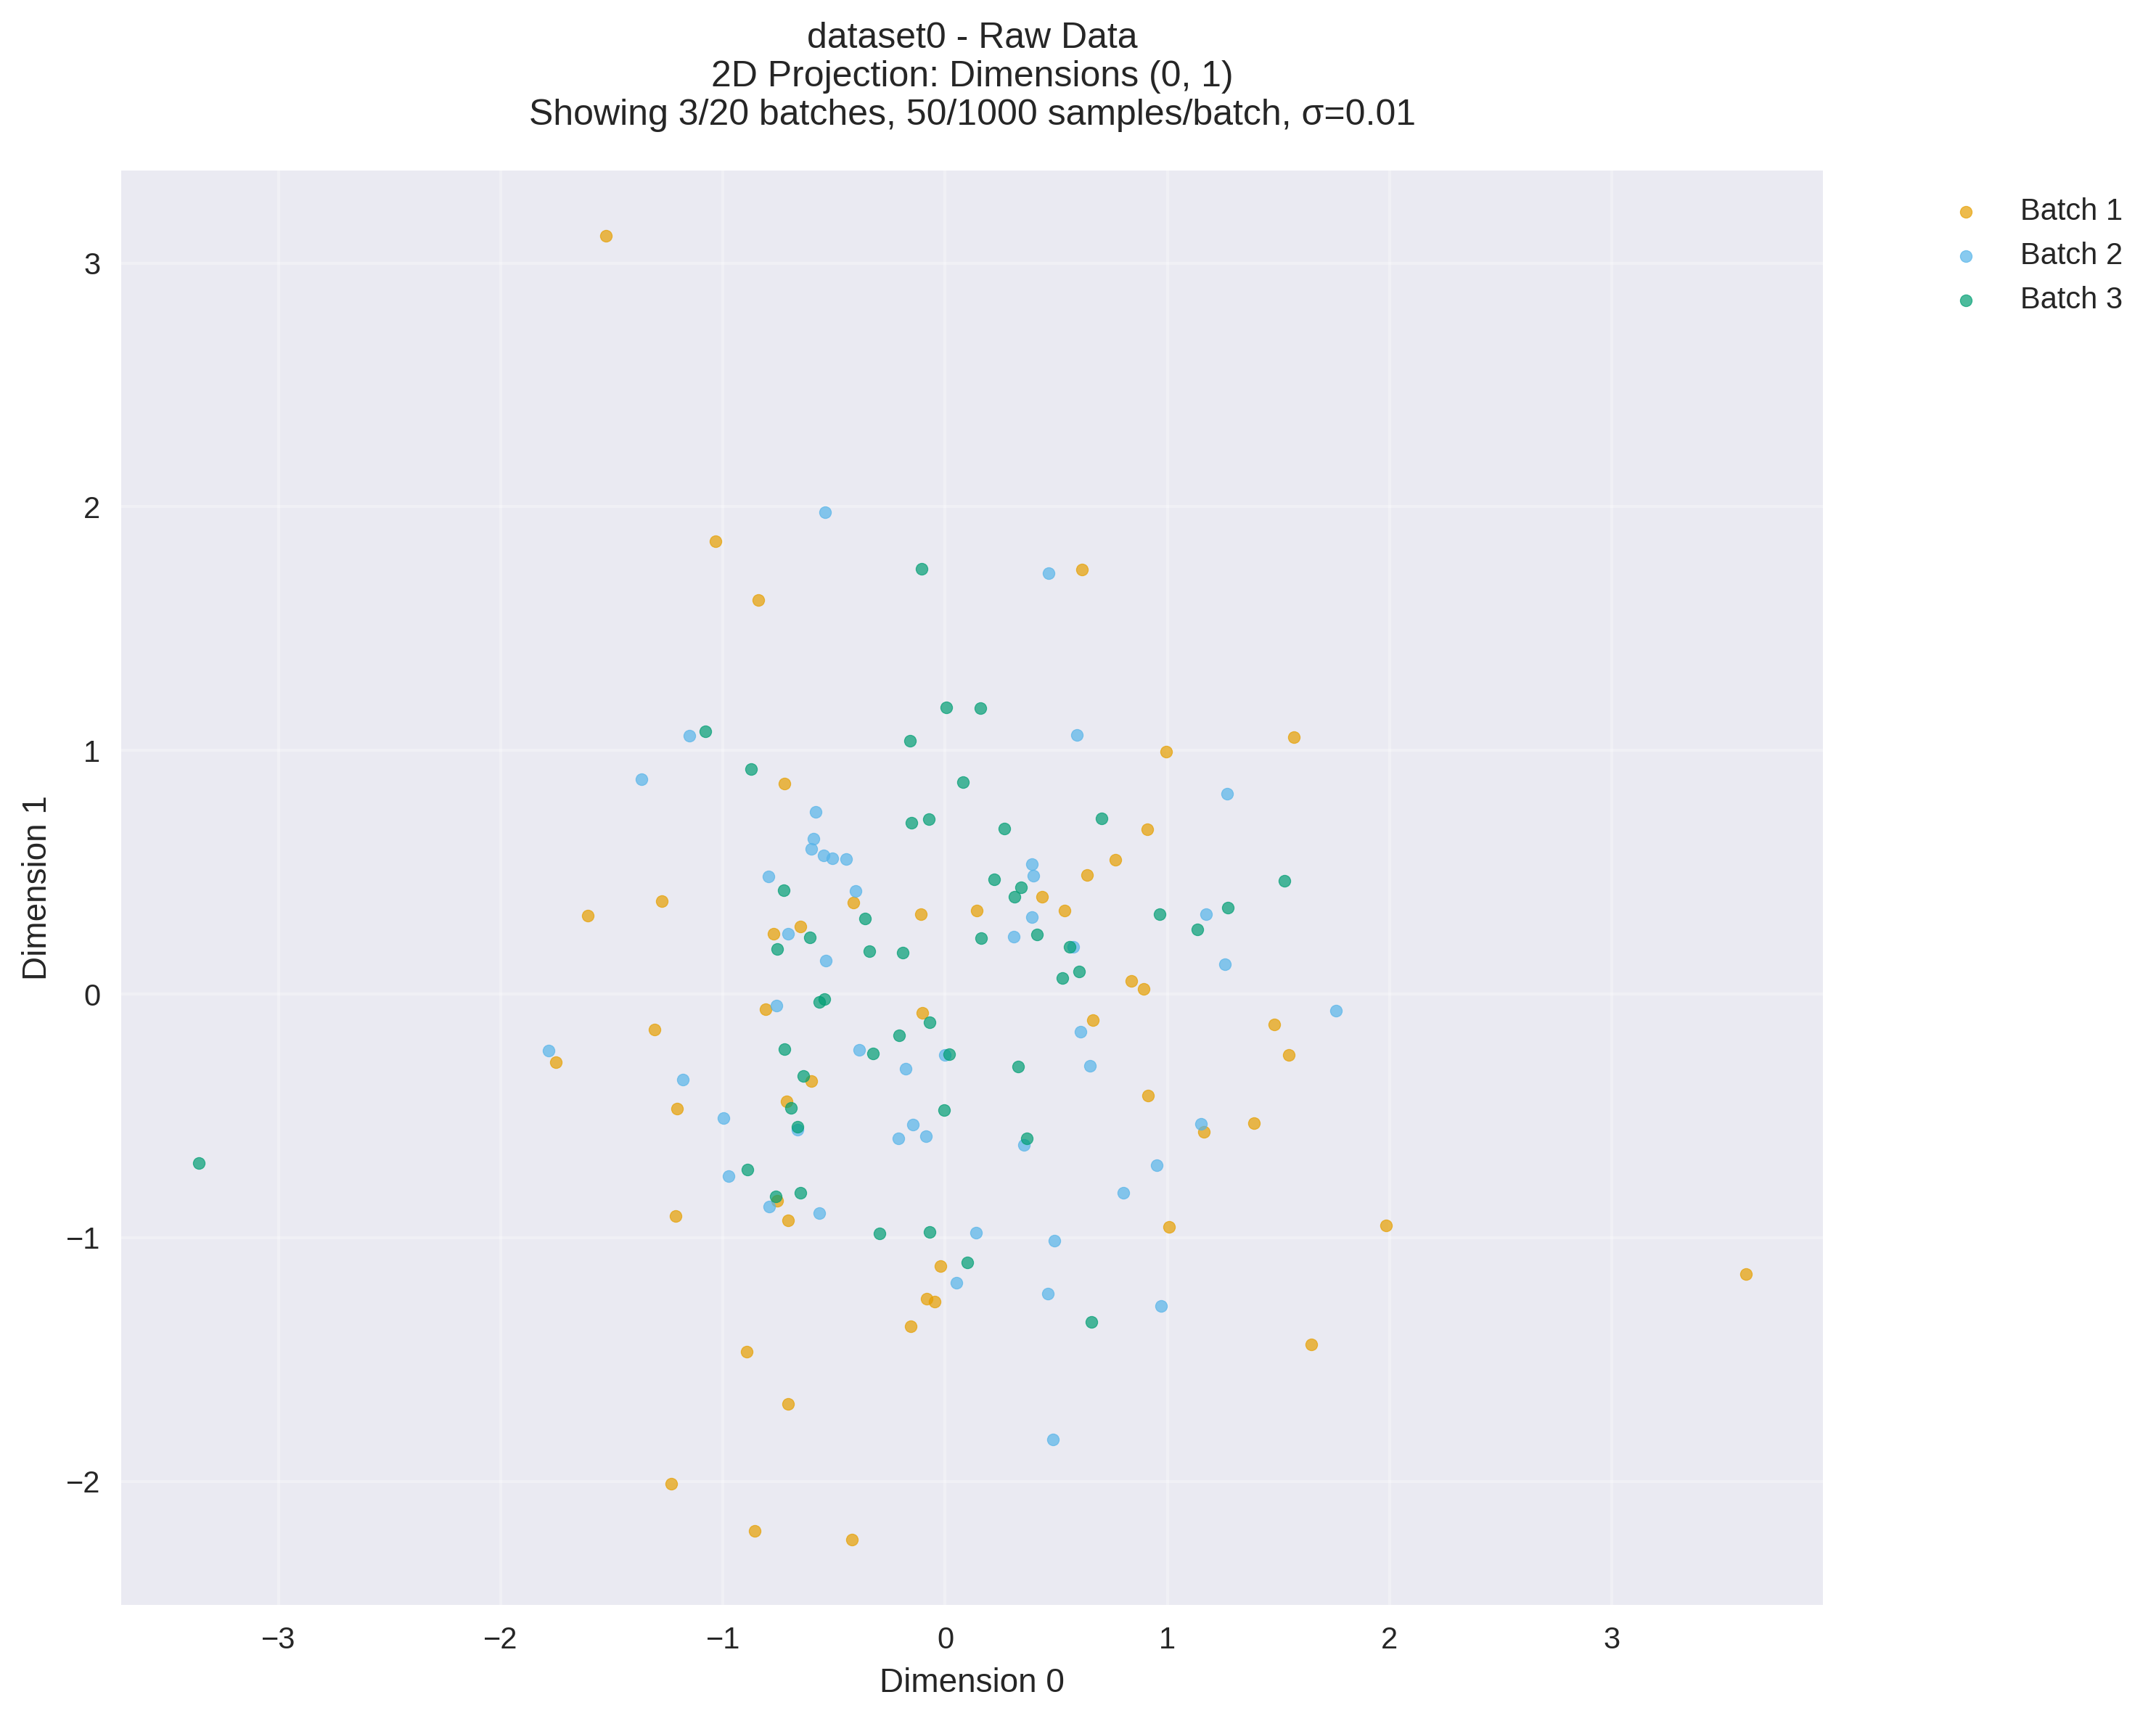 dataset0 - Raw Data
2D Projection: Dimensions (0, 1)
Showing 3/20 batches, 50/1000 samples/batch, σ=0.01
Batch 1
Batch 2
Batch 3
3
2
1
0
−1
−2
Dimension 1
−3 −2 −1 0 1 2 3
Dimension 0